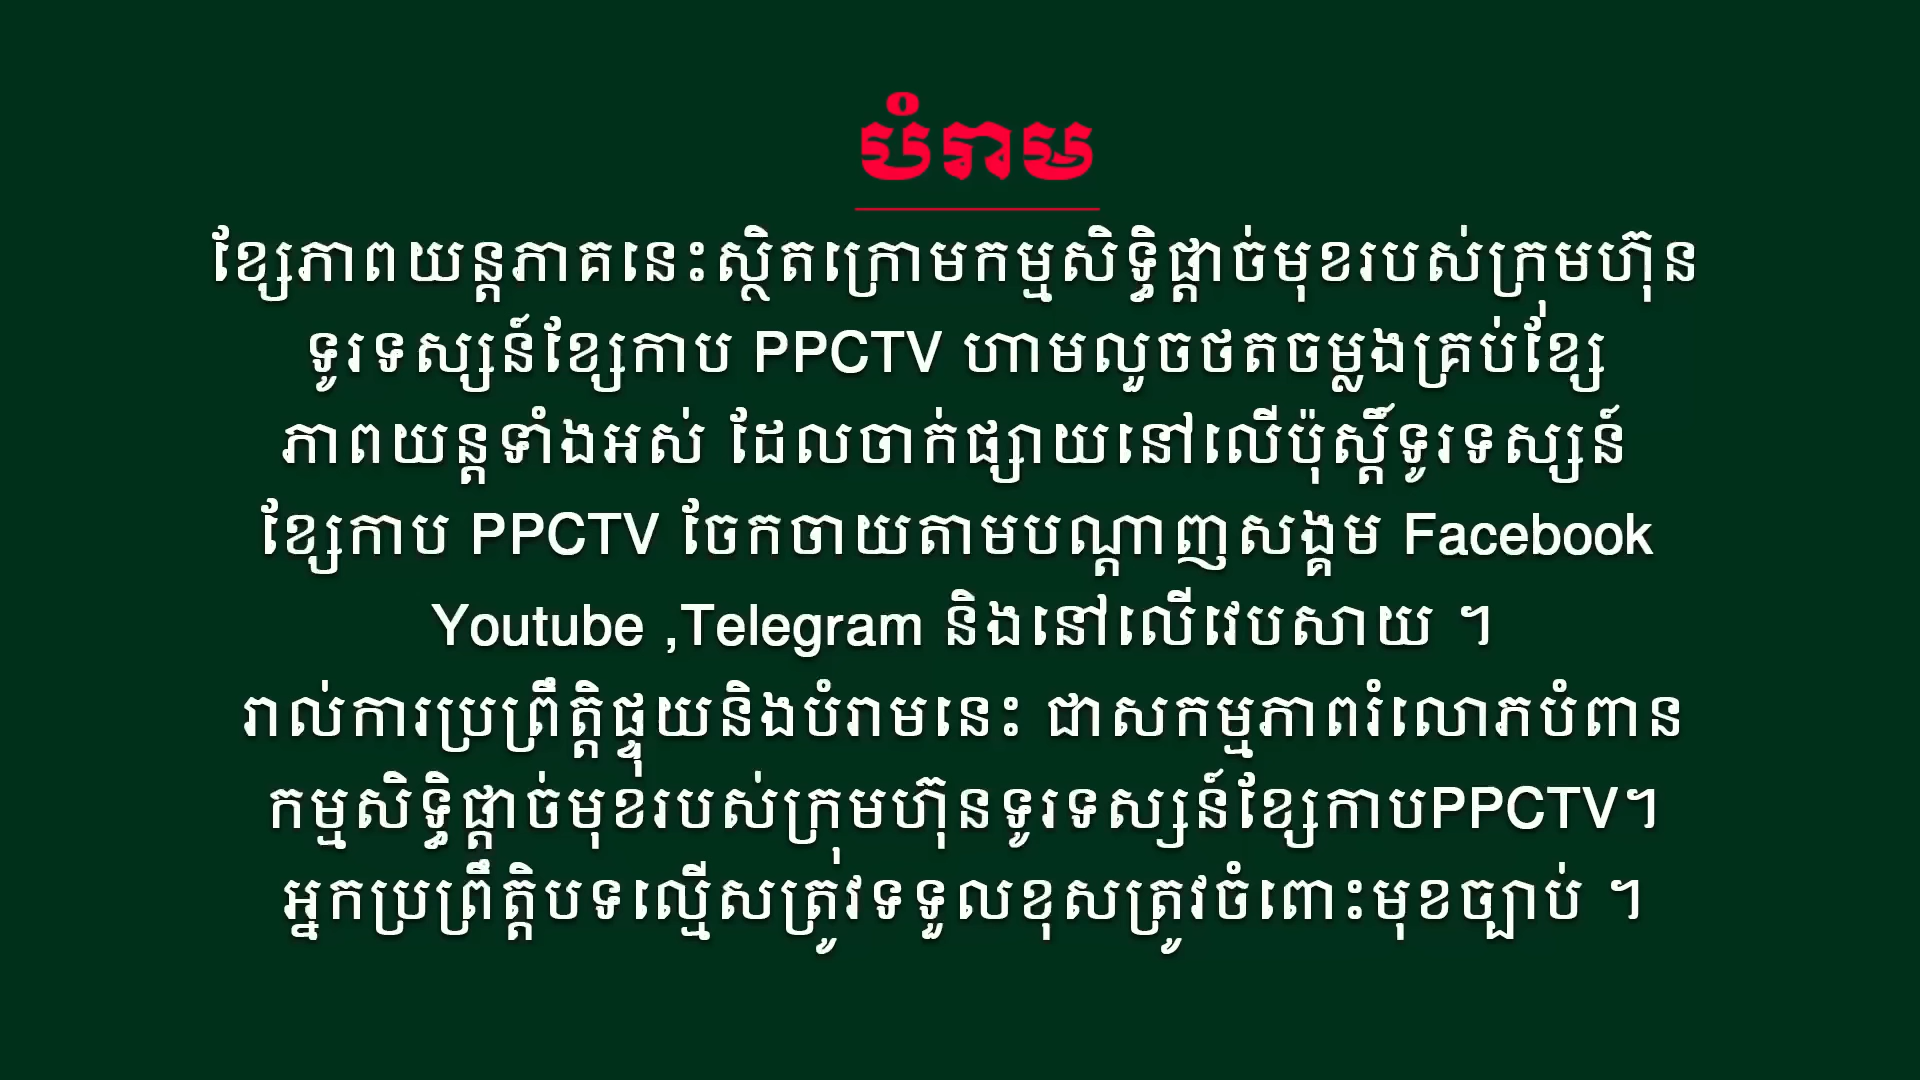 បំរាម
ខ្សែភាពយន្តភាគនេះស្ថិតក្រោមកម្មសិទ្ធិផ្តាច់មុខរបស់ក្រុមហ៊ុន
ទូរទស្សន៍ខ្សែកាប PPCTV ហាមលួចថតចម្លងគ្រប់ខ្សែ
ភាពយន្តទាំងអស់ ដែលចាក់ផ្សាយនៅលើប៉ុស្តិ៍ទូរទស្សន៍
ខ្សែកាប PPCTV ចែកចាយតាមបណ្តាញសង្គម Facebook
Youtube ,Telegram និងនៅលើវេបសាយ ។
រាល់ការប្រព្រឹត្តិផ្ទុយនិងបំរាមនេះ ជាសកម្មភាពរំលោភបំពាន
កម្មសិទ្ធិផ្តាច់មុខរបស់ក្រុមហ៊ុនទូរទស្សន៍ខ្សែកាបPPCTV។
អ្នកប្រព្រឹត្តិបទល្មើសត្រូវទទួលខុសត្រូវចំពោះមុខច្បាប់ ។